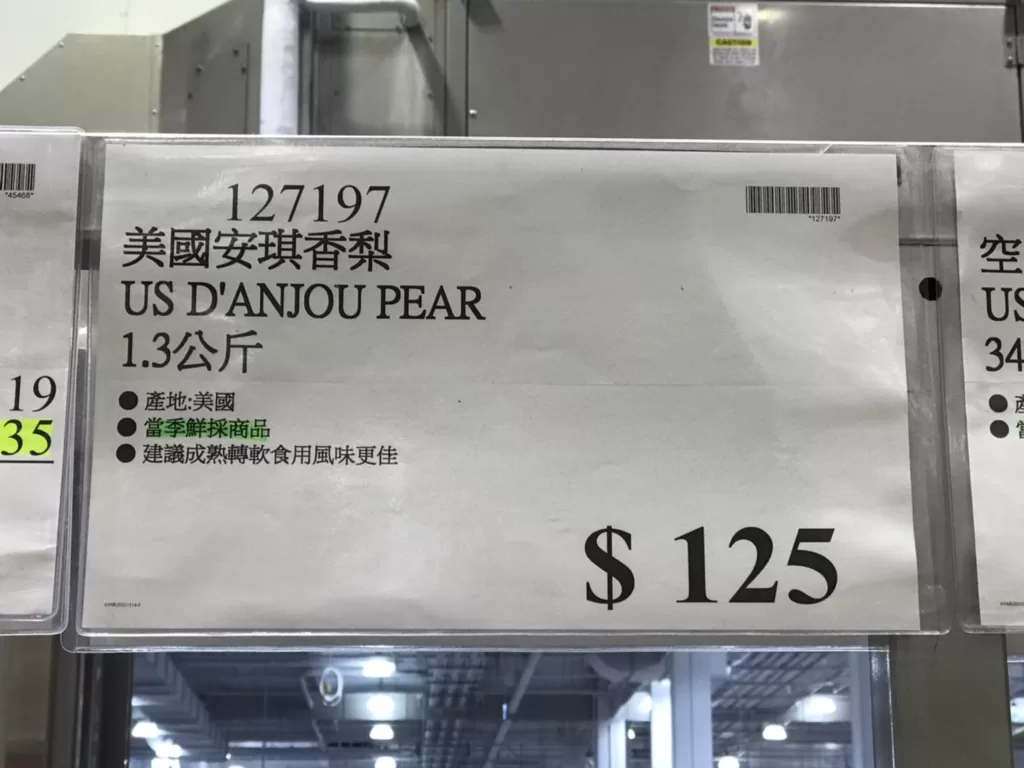 CAUTION
*45468*
19
35
127197
*127197*
美國安琪香梨
US D'ANJOU PEAR
1.3公斤
●產地:美國
●當季鮮採商品
●建議成熟轉軟食用風味更佳
$ 125
空
US
34